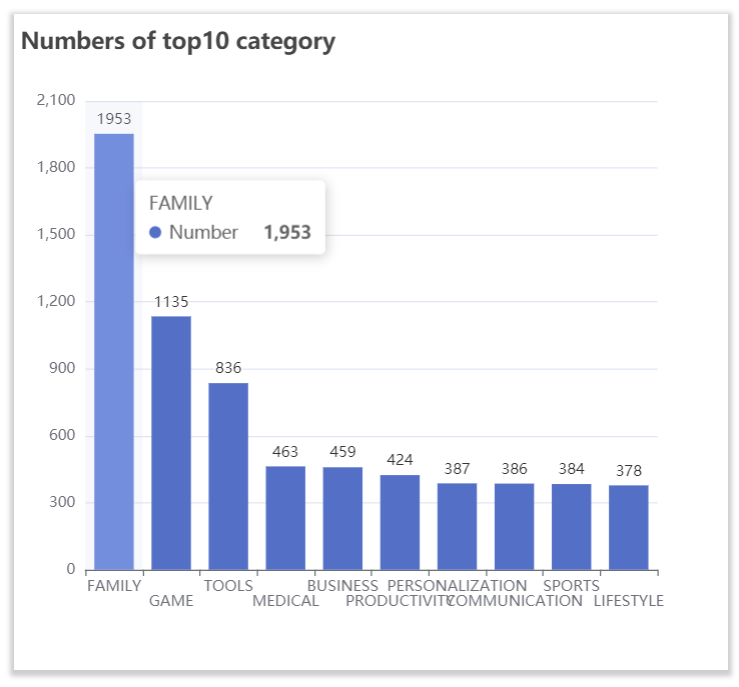 Numbers of top10 category
2,100
1953
1,800
FAMILY
Number 1,953
1,500
1,200
1135
900
836
600
463
459
424
387
386
384
378
300
0
FAMILY
GAME
TOOLS
MEDICAL
BUSINESS
PRODUCTIVITY
PERSONALIZATION
COMMUNICATION
SPORTS
LIFESTYLE